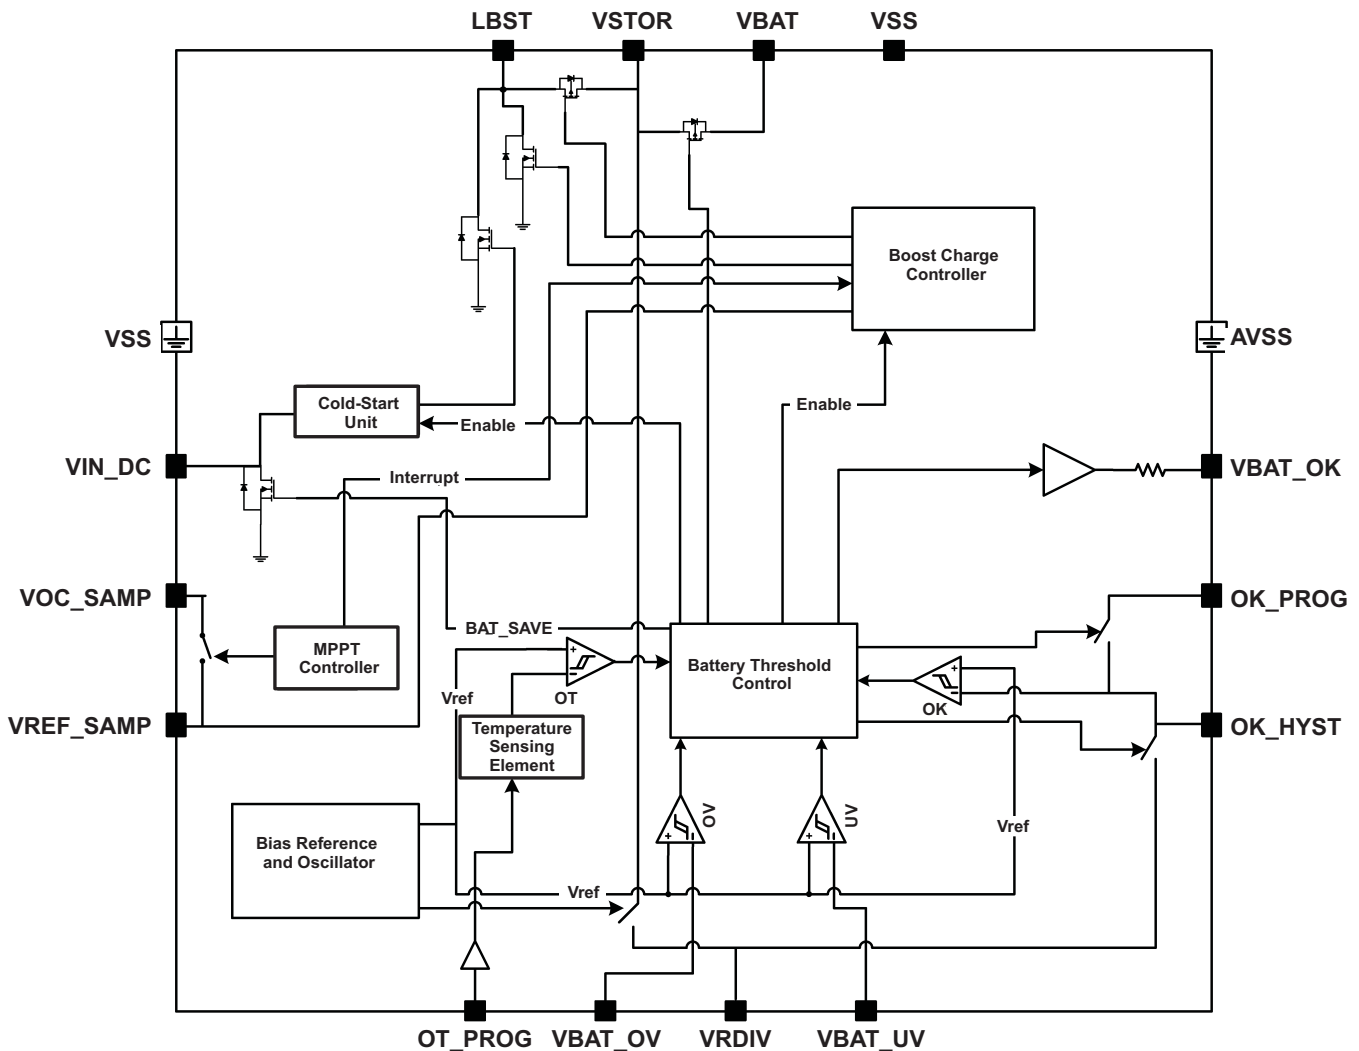 LBST
VSTOR
VBAT
VSS
Boost Charge
Controller
VSS
AVSS
Cold-Start
Unit
Enable
Enable
VIN_DC
Interrupt
VBAT_OK
VOC_SAMP
OK_PROG
BAT_SAVE
MPPT
Controller
+
–
OT
Battery Threshold
Control
+
–
OK
Vref
VREF_SAMP
OK_HYST
Temperature
Sensing
Element
+
–
OV
+
–
UV
Vref
Bias Reference
and Oscillator
Vref
OT_PROG
VBAT_OV
VRDIV
VBAT_UV